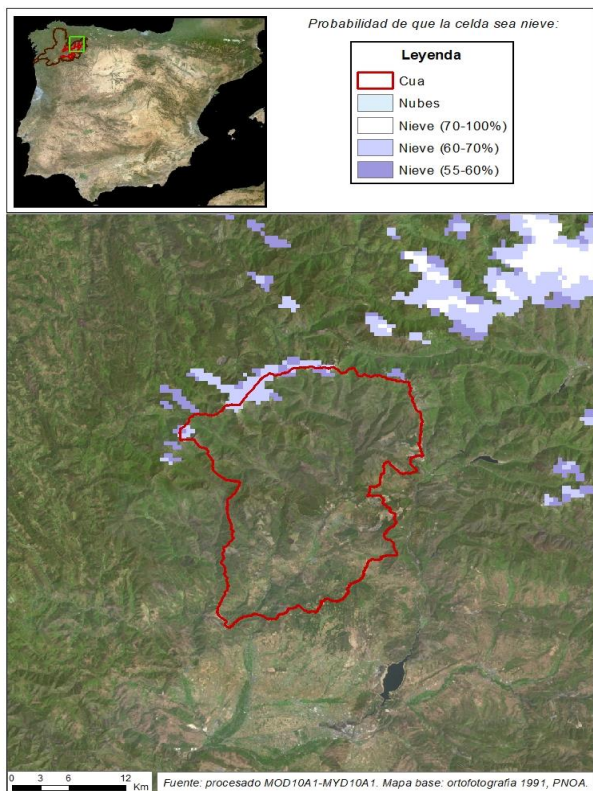 Probabilidad de que la celda sea nieve:
Leyenda
Cua
Nubes
Nieve (70-100%)
Nieve (60-70%)
Nieve (55-60%)
0 3 6 12 Km
Fuente: procesado MOD10A1-MYD10A1. Mapa base: ortofotografia 1991, PNOA.